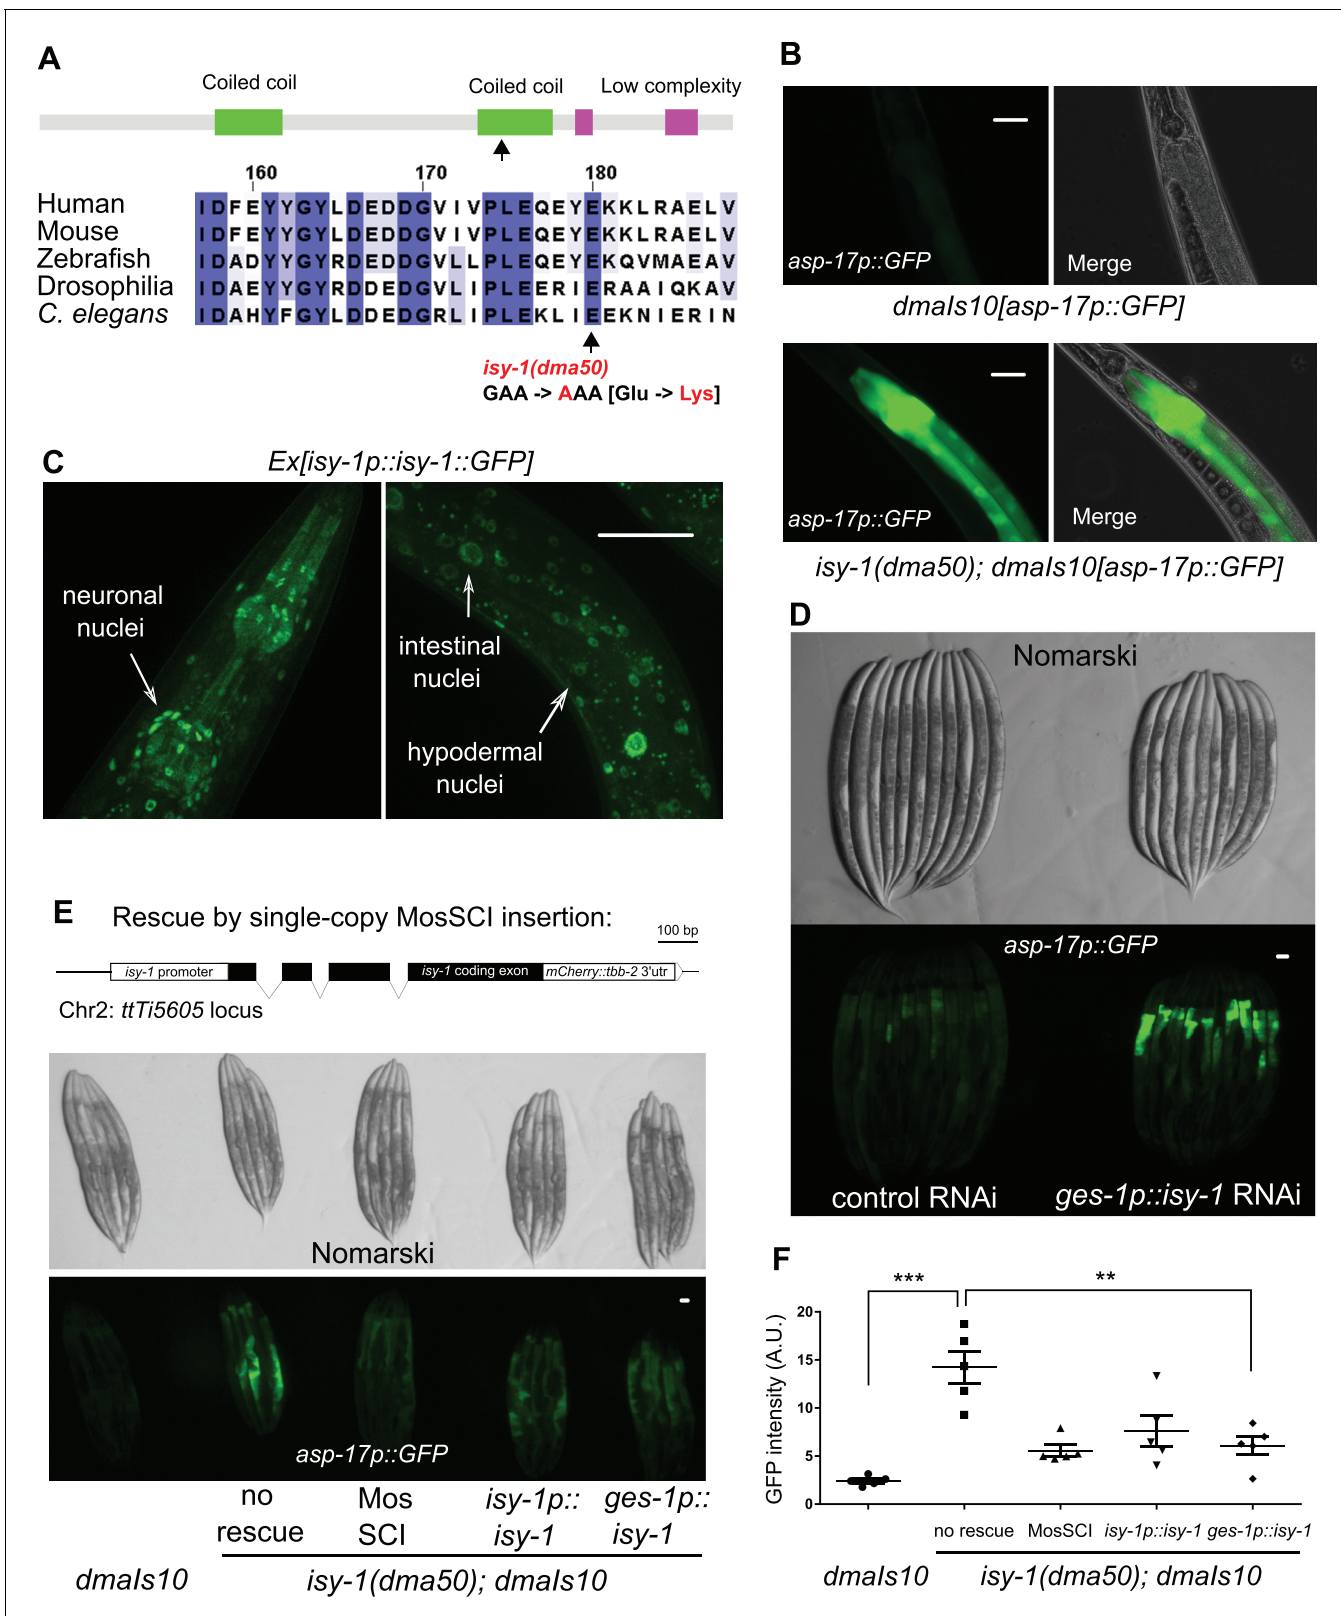 A
Coiled coil
Coiled coil
Low complexity
160
170
180
Human IDFEYYGYLDEDDGVIVPLEQEYEKKLRAELV
Mouse IDFEYYGYLDEDDGVIVPLEQEYEKKLRAELV
Zebrafish IDADYYGYRDEDDGVLLPLEQEYEKQVMAEAV
Drosophilia IDAEYYGYRDDEDGVLIPLEERIERAAIQKAV
C. elegans IDAHYFGYLDDEDGRLIPLEKLIEEKNIERIN
isy-1(dma50)
GAA -> AAA [Glu -> Lys]
B
asp-17p::GFP
Merge
dmaIs10[asp-17p::GFP]
asp-17p::GFP
Merge
isy-1(dma50); dmaIs10[asp-17p::GFP]
C
Ex[isy-1p::isy-1::GFP]
neuronal
nuclei
intestinal
nuclei
hypodermal
nuclei
D
Nomarski
asp-17p::GFP
control RNAi
ges-1p::isy-1 RNAi
E
Rescue by single-copy MosSCI insertion:
100 bp
isy-1 promoter
isy-1 coding exon
mCherry::tbb-2 3'utr
Chr2: ttTi5605 locus
Nomarski
asp-17p::GFP
no
rescue
Mos
SCI
isy-1p::
isy-1
ges-1p::
isy-1
dmaIs10
isy-1(dma50); dmaIs10
F
***
**
GFP intensity (A.U.)
20
15
10
5
0
no rescue
MosSCI
isy-1p::isy-1
ges-1p::isy-1
dmaIs10
isy-1(dma50); dmaIs10